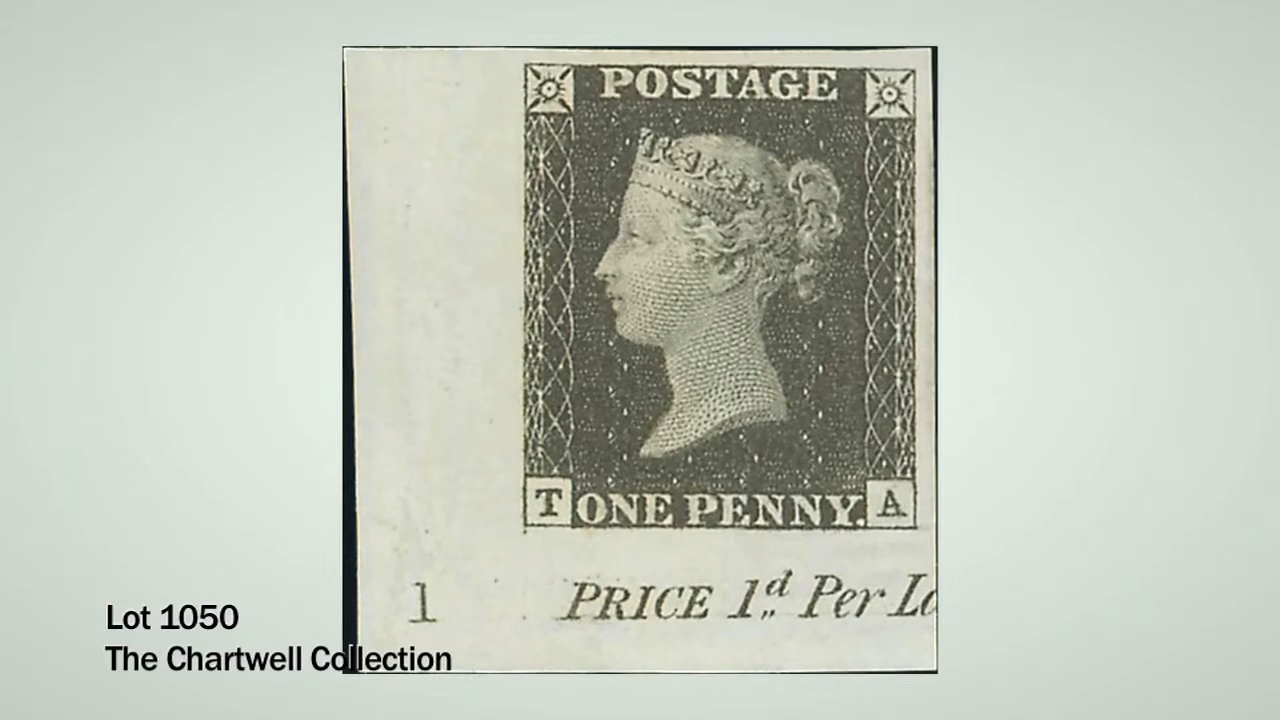 POSTAGE
T ONE PENNY. A
1 PRICE 1d Per
Lot 1050
The Chartwell Collection